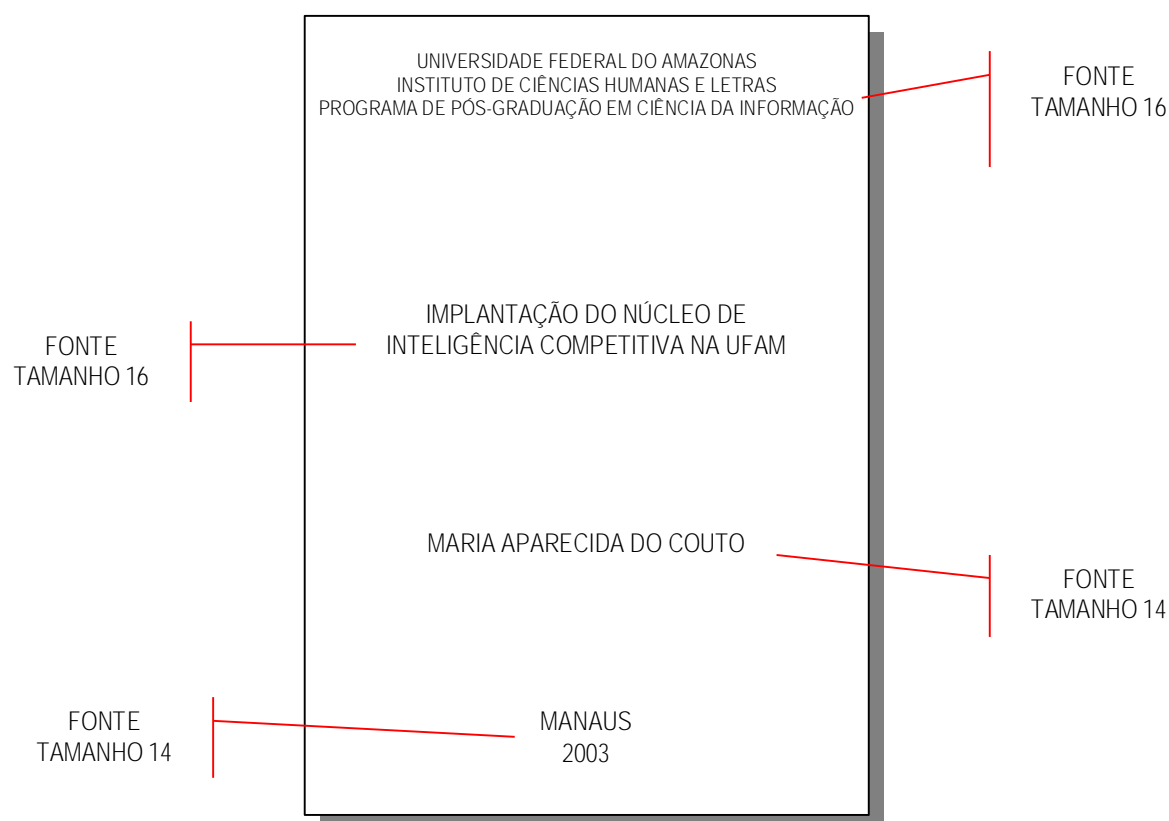 UNIVERSIDADE FEDERAL DO AMAZONAS
INSTITUTO DE CIÊNCIAS HUMANAS E LETRAS
PROGRAMA DE PÓS-GRADUAÇÃO EM CIÊNCIA DA INFORMAÇÃO
FONTE
TAMANHO 16
IMPLANTAÇÃO DO NÚCLEO DE
INTELIGÊNCIA COMPETITIVA NA UFAM
FONTE
TAMANHO 16
MARIA APARECIDA DO COUTO
FONTE
TAMANHO 14
FONTE
TAMANHO 14
MANAUS
2003